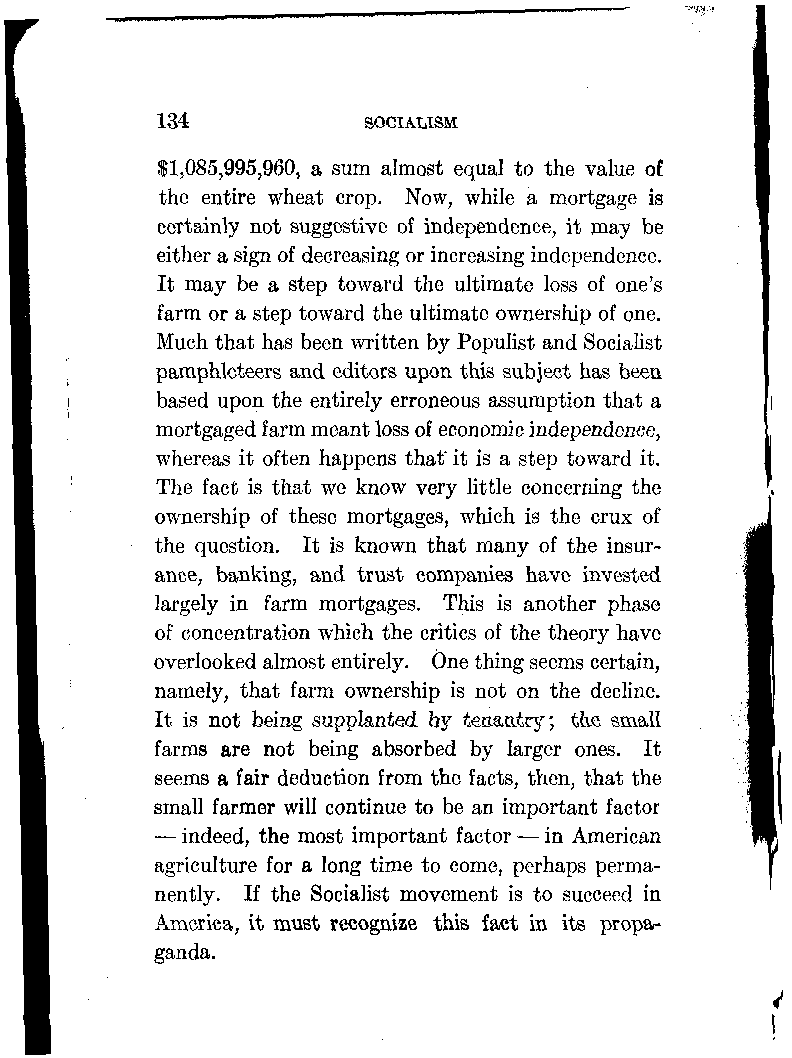 134 SOCIALISM
$1,085,995,960, a sum almost equal to the value of
the entire wheat crop. Now, while a mortgage is
certainly not suggestive of independence, it may be
either a sign of decreasing or increasing independence.
It may be a step toward the ultimate loss of one's
farm or a step toward the ultimate ownership of one.
Much that has been written by Populist and Socialist
pamphleteers and editors upon this subject has been
based upon the entirely erroneous assumption that a
mortgaged farm meant loss of economic independence,
whereas it often happens that it is a step toward it.
The fact is that we know very little concerning the
ownership of these mortgages, which is the crux of
the question. It is known that many of the insur-
ance, banking, and trust companies have invested
largely in farm mortgages. This is another phase
of concentration which the critics of the theory have
overlooked almost entirely. One thing seems certain,
namely, that farm ownership is not on the decline.
It is not being supplanted by tenantry; the small
farms are not being absorbed by larger ones. It
seems a fair deduction from the facts, then, that the
small farmer will continue to be an important factor
— indeed, the most important factor — in American
agriculture for a long time to come, perhaps perma-
nently. If the Socialist movement is to succeed in
America, it must recognize this fact in its propa-
ganda.